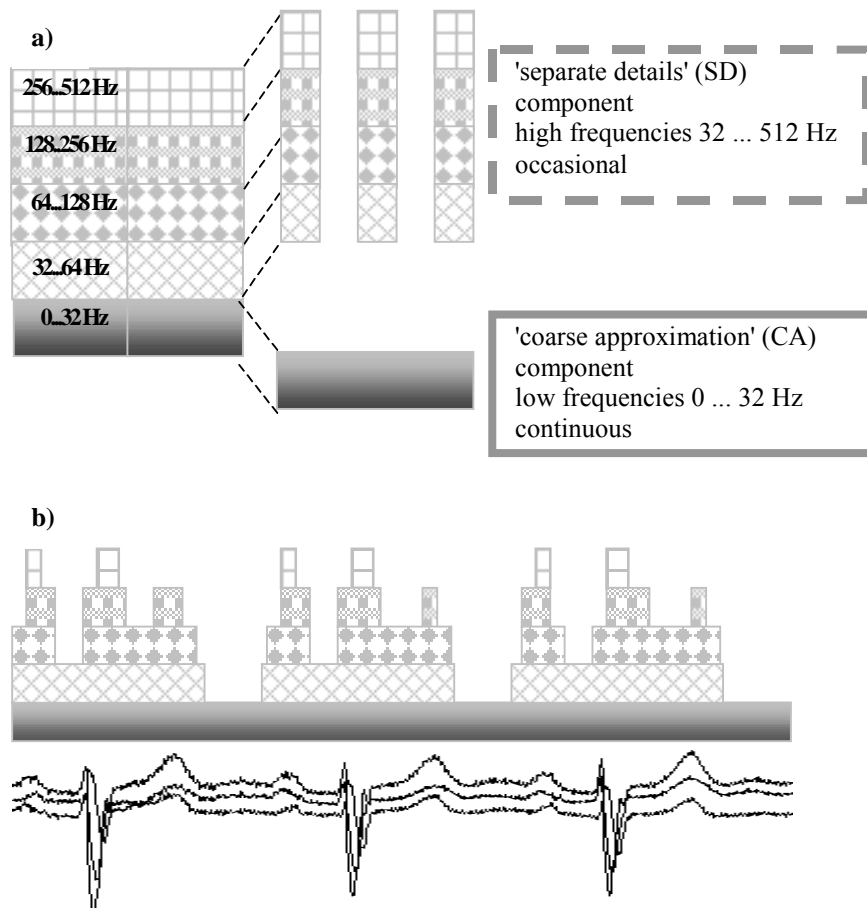 a)
256...512 Hz
128...256 Hz
64...128 Hz
32...64 Hz
0...32 Hz
'separate details' (SD)
component
high frequencies 32 ... 512 Hz
occasional
'coarse approximation' (CA)
component
low frequencies 0 ... 32 Hz
continuous
b)